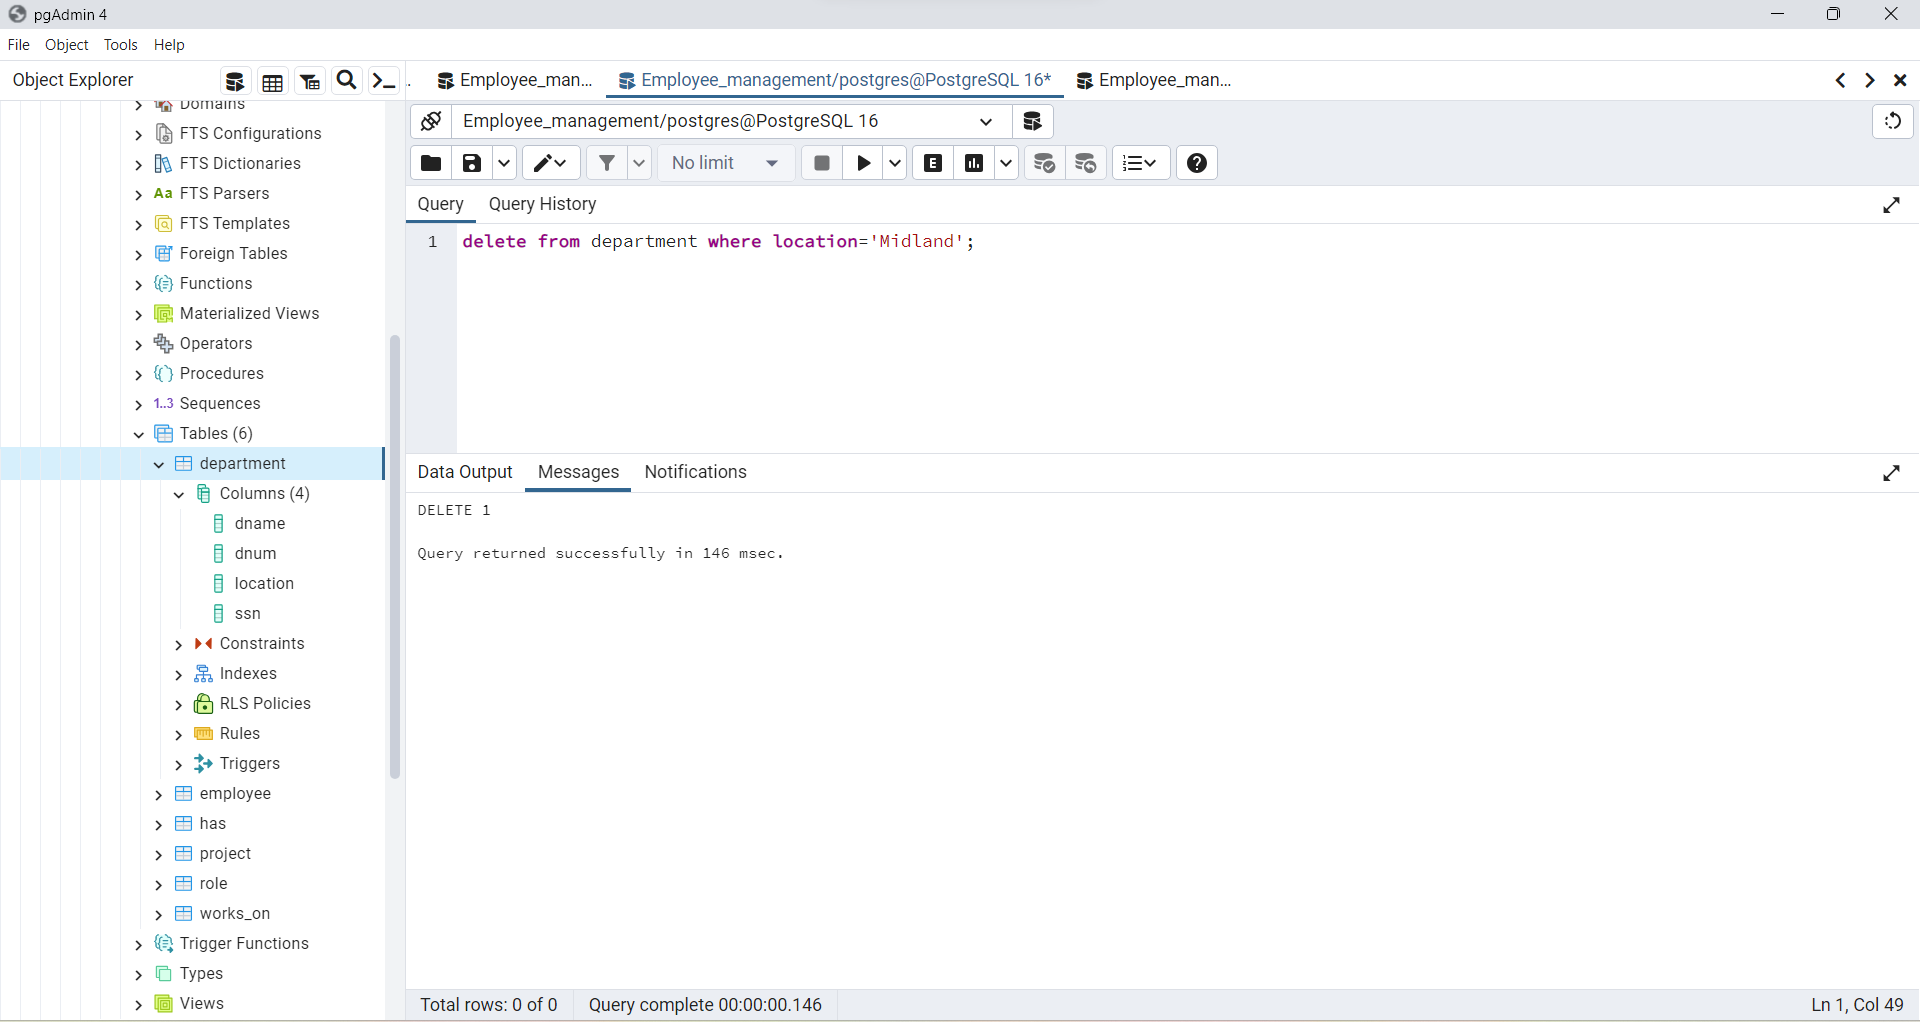 pgAdmin 4
File Object Tools Help
Object Explorer
Employee_man...
Employee_management/postgres@PostgreSQL 16*
Employee_man...
Employee_management/postgres@PostgreSQL 16
No limit
E
Query Query History
1 delete from department where location='Midland';
Domains
FTS Configurations
FTS Dictionaries
Aa FTS Parsers
FTS Templates
Foreign Tables
Functions
Materialized Views
Operators
Procedures
1..3 Sequences
Tables (6)
department
Columns (4)
dname
dnum
location
ssn
Constraints
Indexes
RLS Policies
Rules
Triggers
employee
has
project
role
works_on
Trigger Functions
Types
Views
Data Output Messages Notifications
DELETE 1
Query returned successfully in 146 msec.
Total rows: 0 of 0 Query complete 00:00:00.146 Ln 1, Col 49